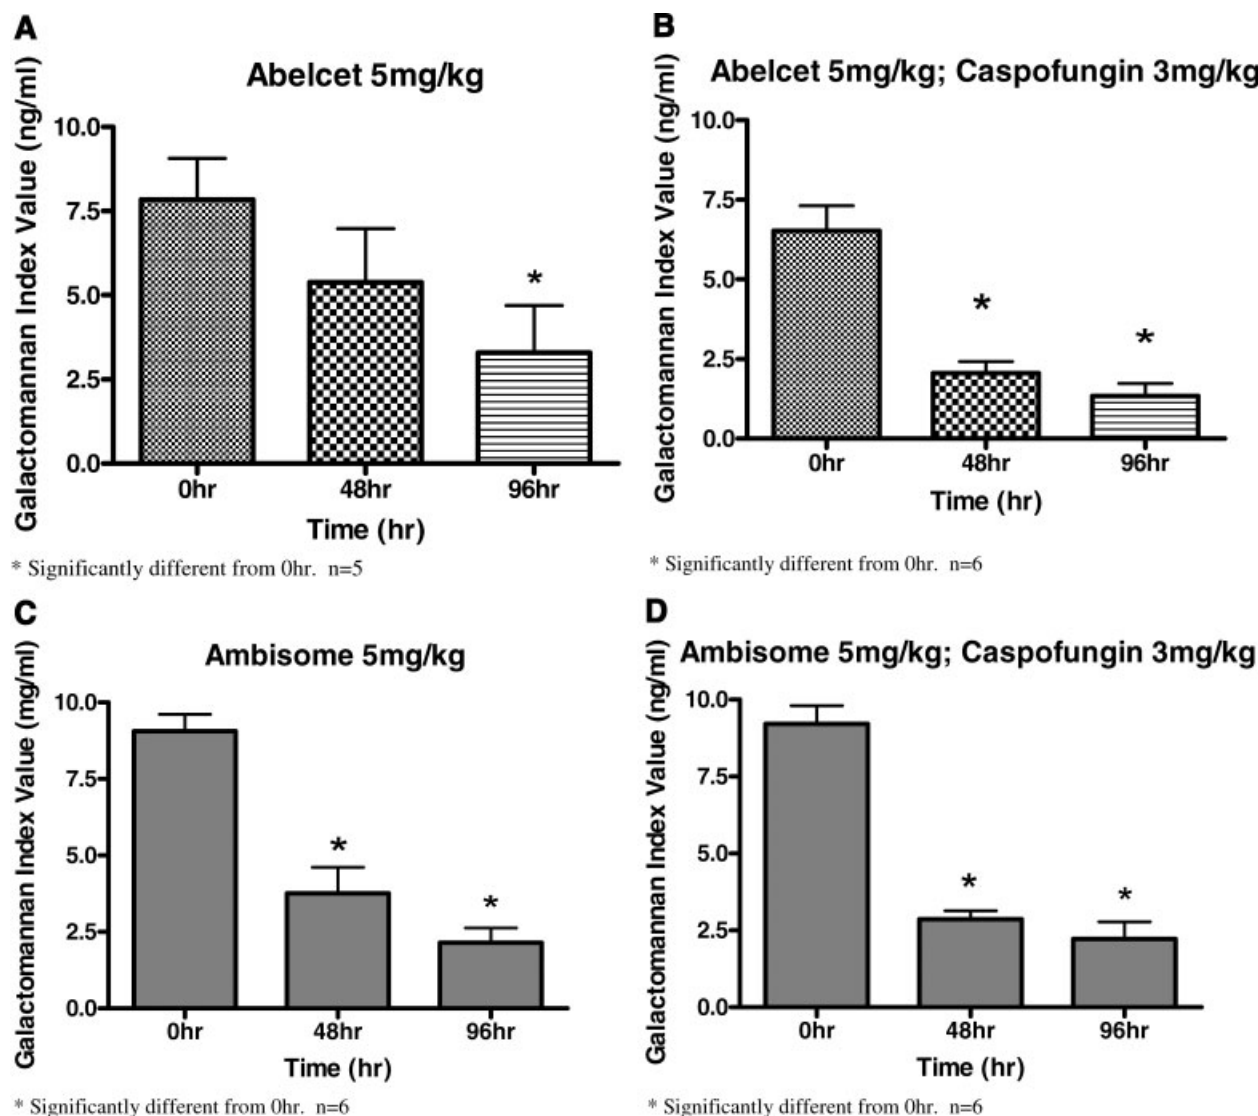 A
Abelcet 5mg/kg
Galactomannan Index Value (ng/ml)
10.0
7.5
5.0
2.5
0.0
0hr 48hr 96hr
*
Time (hr)
* Significantly different from 0hr. n=5
B
Abelcet 5mg/kg; Caspofungin 3mg/kg
Galactomannan Index Value (ng/ml)
10.0
7.5
5.0
2.5
0.0
*
*
0hr 48hr 96hr
Time (hr)
* Significantly different from 0hr. n=6
C
Ambisome 5mg/kg
Galactomannan Index Value (mg/ml)
10.0
7.5
5.0
2.5
0.0
*
*
0hr 48hr 96hr
Time (hr)
* Significantly different from 0hr. n=6
D
Ambisome 5mg/kg; Caspofungin 3mg/kg
Galactomannan Index Value (ng/ml)
10.0
7.5
5.0
2.5
0.0
*
*
0hr 48hr 96hr
Time (hr)
* Significantly different from 0hr. n=6